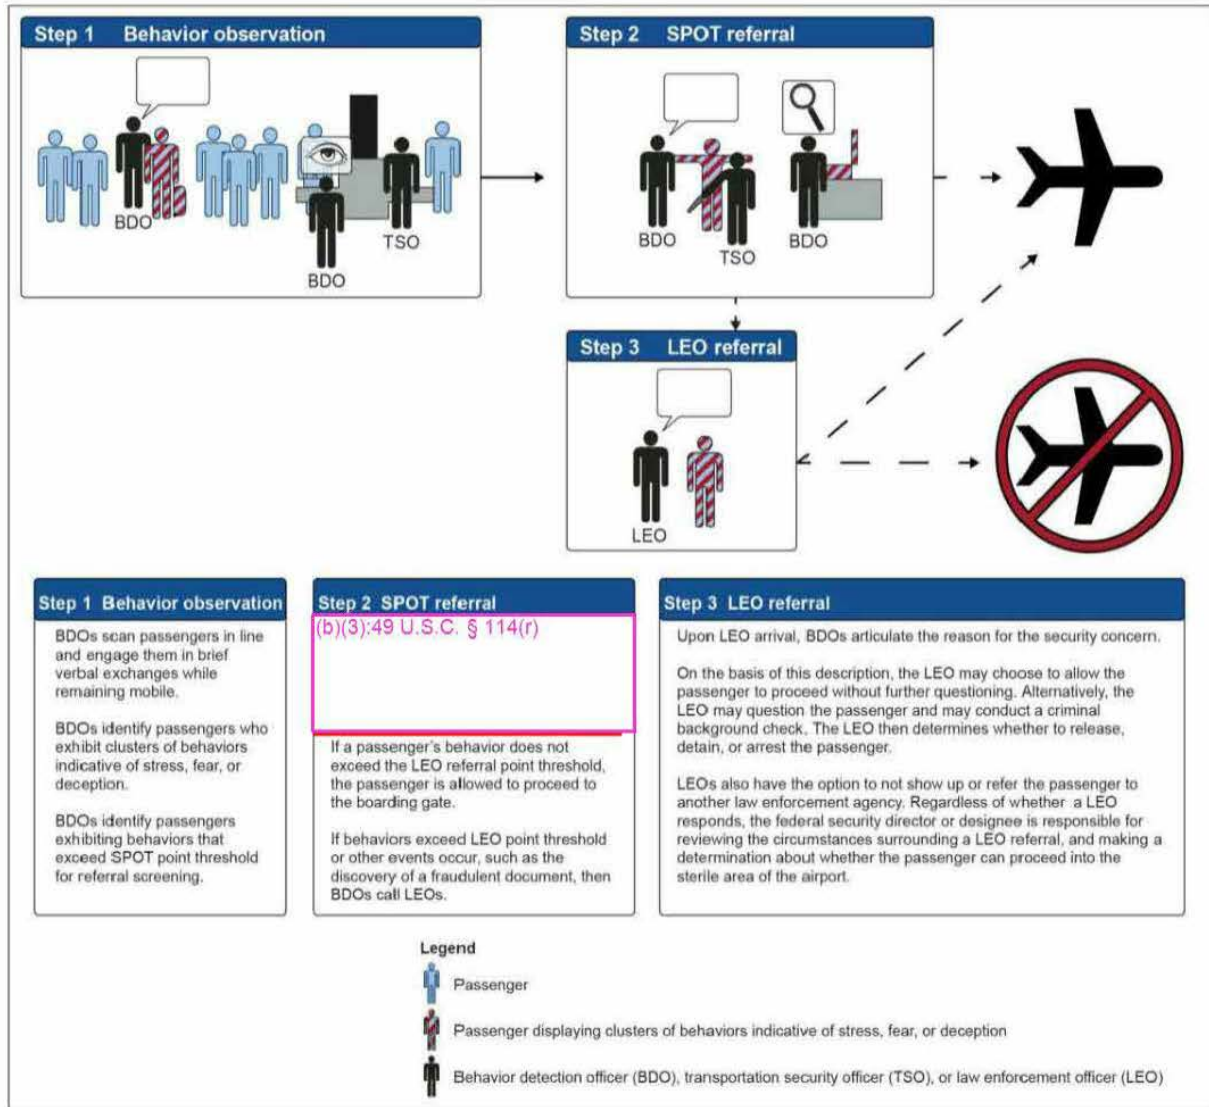 Step 1 Behavior observation
BDO
BDO
TSO
Step 2 SPOT referral
BDO
TSO
BDO
Step 3 LEO referral
LEO
Step 1 Behavior observation
BDOs scan passengers in line
and engage them in brief
verbal exchanges while
remaining mobile.
BDOs identify passengers who
exhibit clusters of behaviors
indicative of stress, fear, or
deception.
BDOs identify passengers
exhibiting behaviors that
exceed SPOT point threshold
for referral screening.
Step 2 SPOT referral
(b)(3):49 U.S.C. § 114(r)
If a passenger's behavior does not
exceed the LEO referral point threshold,
the passenger is allowed to proceed to
the boarding gate.
If behaviors exceed LEO point threshold
or other events occur, such as the
discovery of a fraudulent document, then
BDOs call LEOs.
Step 3 LEO referral
Upon LEO arrival, BDOs articulate the reason for the security concern.
On the basis of this description, the LEO may choose to allow the
passenger to proceed without further questioning. Alternatively, the
LEO may question the passenger and may conduct a criminal
background check. The LEO then determines whether to release,
detain, or arrest the passenger.
LEOs also have the option to not show up or refer the passenger to
another law enforcement agency. Regardless of whether a LEO
responds, the federal security director or designee is responsible for
reviewing the circumstances surrounding a LEO referral, and making a
determination about whether the passenger can proceed into the
sterile area of the airport.
Legend
Passenger
Passenger displaying clusters of behaviors indicative of stress, fear, or deception
Behavior detection officer (BDO), transportation security officer (TSO), or law enforcement officer (LEO)